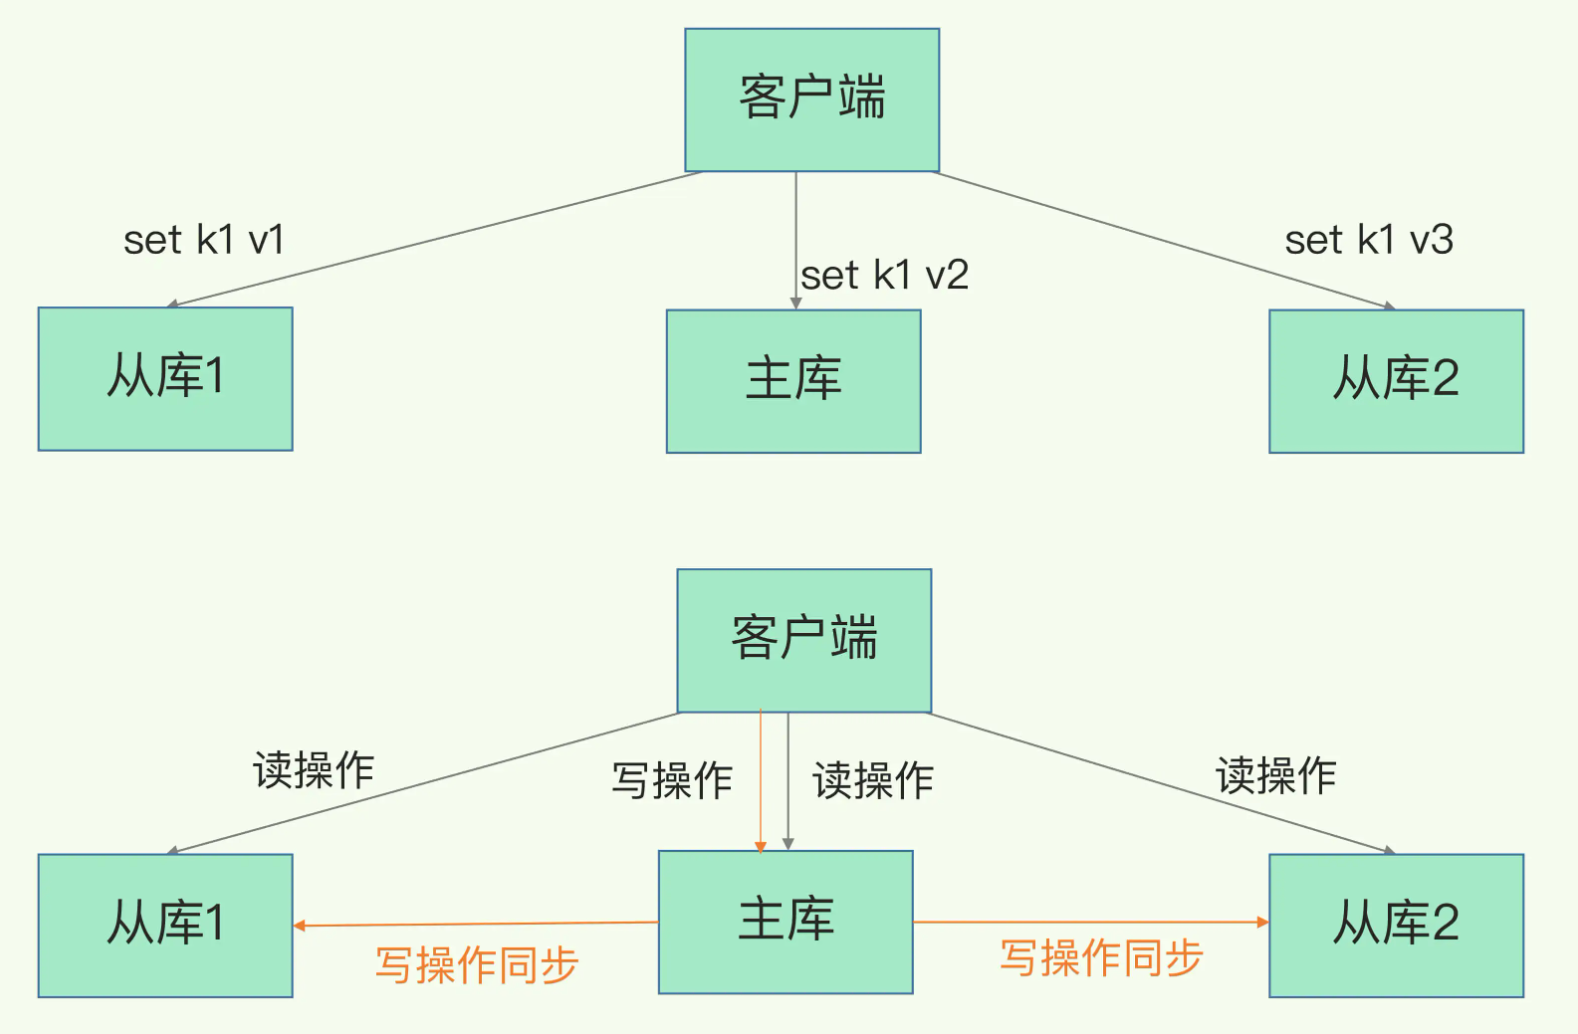 客户端
set k1 v1
set k1 v2
set k1 v3
从库1
主库
从库2
客户端
读操作
写操作
读操作
读操作
从库1
主库
从库2
写操作同步
写操作同步